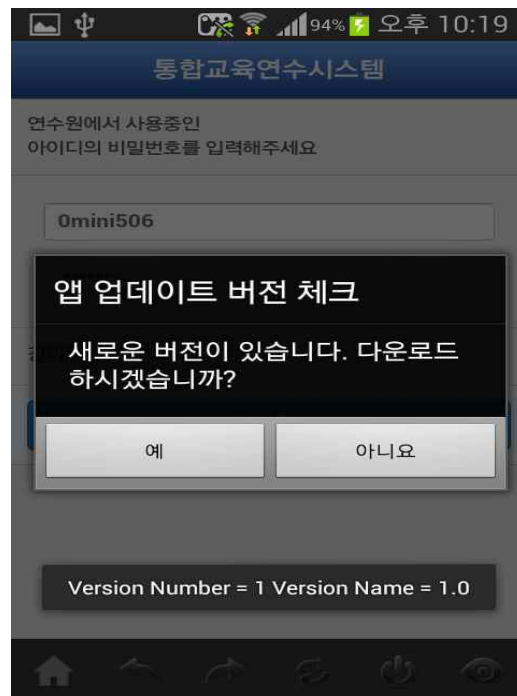 94% 오후 10:19
통합교육연수시스템
연수원에서 사용중인
아이디의 비밀번호를 입력해주세요
0mini506
앱 업데이트 버전 체크
새로운 버전이 있습니다. 다운로드
하시겠습니까?
예 아니요
Version Number = 1 Version Name = 1.0